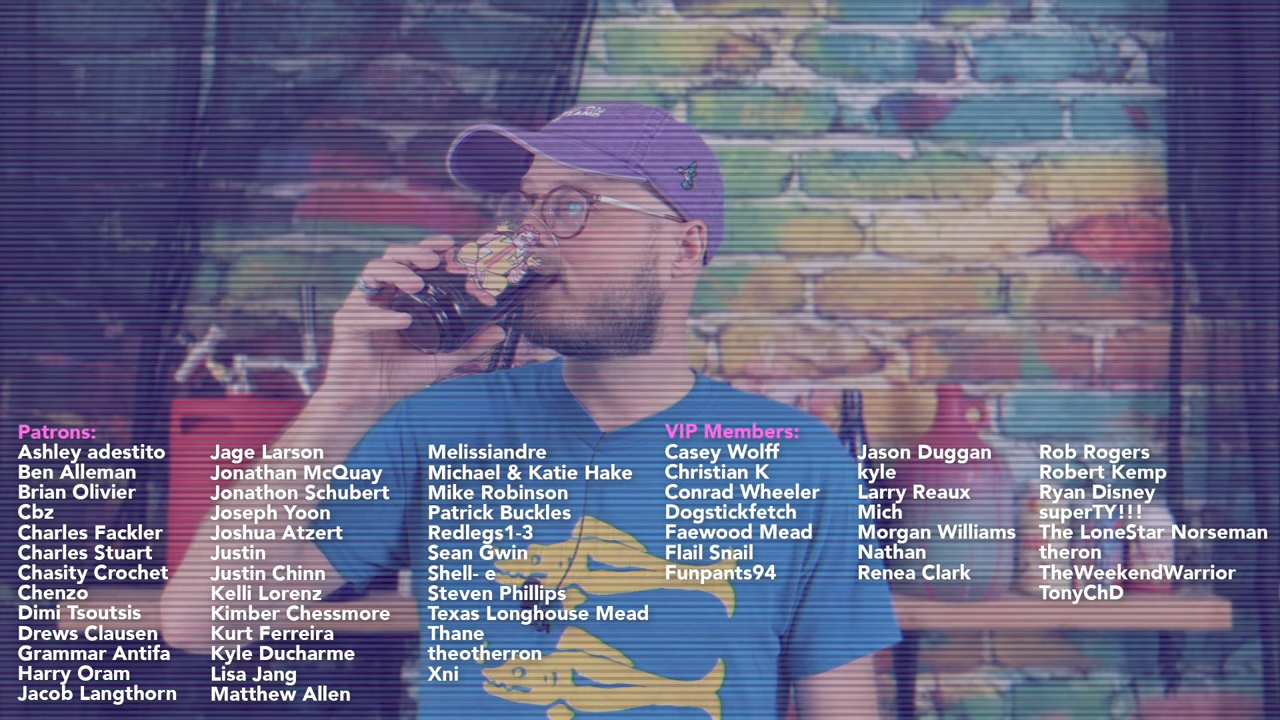 Patrons:
Ashley adestito
Ben Alleman
Brian Olivier
Cbz
Charles Fackler
Charles Stuart
Chasity Crochet
Chenzo
Dimi Tsoutsis
Drews Clausen
Grammar Antifa
Harry Oram
Jacob Langthorn
Jage Larson
Jonathan McQuay
Jonathon Schubert
Joseph Yoon
Joshua Atzert
Justin
Justin Chinn
Kelli Lorenz
Kimber Chessmore
Kurt Ferreira
Kyle Ducharme
Lisa Jang
Matthew Allen
Melissiandre
Michael & Katie Hake
Mike Robinson
Patrick Buckles
Redlegs1-3
Sean Gwin
Shell- e
Steven Phillips
Texas Longhouse Mead
Thane
theotherron
Xni
VIP Members:
Casey Wolff
Christian K
Conrad Wheeler
Dogstickfetch
Faewood Mead
Flail Snail
Funpants94
Jason Duggan
kyle
Larry Reaux
Mich
Morgan Williams
Nathan
Renea Clark
Rob Rogers
Robert Kemp
Ryan Disney
superTY!!!
The LoneStar Norseman
theron
TheWeekendWarrior
TonyChD